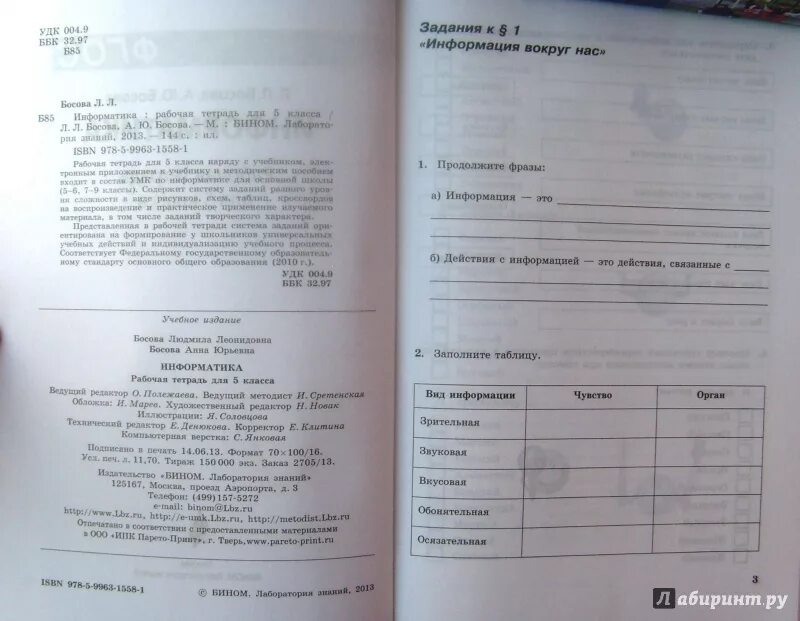 УДК 004.9
ББК 32.97
Б85
Босова Л. Л.
Б85 Информатика : рабочая тетрадь для 5 класса /
Л. Л. Босова, А. Ю. Босова. — М. : БИНОМ. Лаборато-
рия знаний, 2013. — 144 с. : ил.
ISBN 978-5-9963-1558-1
Рабочая тетрадь для 5 класса наряду с учебником, элек-
тронным приложением к учебнику и методическим пособием
входит в состав УМК по информатике для основной школы
(5–6, 7–9 классы). Содержит систему заданий разного уров-
ня сложности в виде рисунков, схем, таблиц, кроссвордов
на воспроизведение и практическое применение изучаемого
материала, в том числе заданий творческого характера.
Представленная в рабочей тетради система заданий ори-
ентирована на формирование у школьников универсальных
учебных действий и индивидуализацию учебного процесса.
Соответствует Федеральному государственному образователь-
ному стандарту основного общего образования (2010 г.).
УДК 004.9
ББК 32.97
Учебное издание
Босова Людмила Леонидовна
Босова Анна Юрьевна
ИНФОРМАТИКА
Рабочая тетрадь для 5 класса
Ведущий редактор О. Полежаева. Ведущий методист И. Сретенская
Обложка: И. Марев. Художественный редактор Н. Новак
Иллюстрации: Я. Соловцова
Технический редактор Е. Денюкова. Корректор Е. Клитина
Компьютерная верстка: С. Янковая
Подписано в печать 14.06.13. Формат 70×100/16.
Усл. печ. л. 11,70. Тираж 150 000 экз. Заказ 2705/13.
Издательство «БИНОМ. Лаборатория знаний»
125167, Москва, проезд Аэропорта, д. 3
Телефон: (499)157-5272
e-mail: binom@Lbz.ru
http://www.Lbz.ru, http://e-umk.Lbz.ru, http://metodist.Lbz.ru
Отпечатано в соответствии с предоставленными материалами
в ООО «ИПК Парето-Принт», г. Тверь, www.pareto-print.ru
ISBN 978-5-9963-1558-1
© БИНОМ. Лаборатория знаний, 2013
Задания к § 1
«Информация вокруг нас»
1. Продолжите фразы:
а) Информация — это
б) Действия с информацией — это действия, связанные с
2. Заполните таблицу.
Вид информации Чувство Орган
Зрительная
Звуковая
Вкусовая
Обонятельная
Осязательная
3
Лабиринт.ру